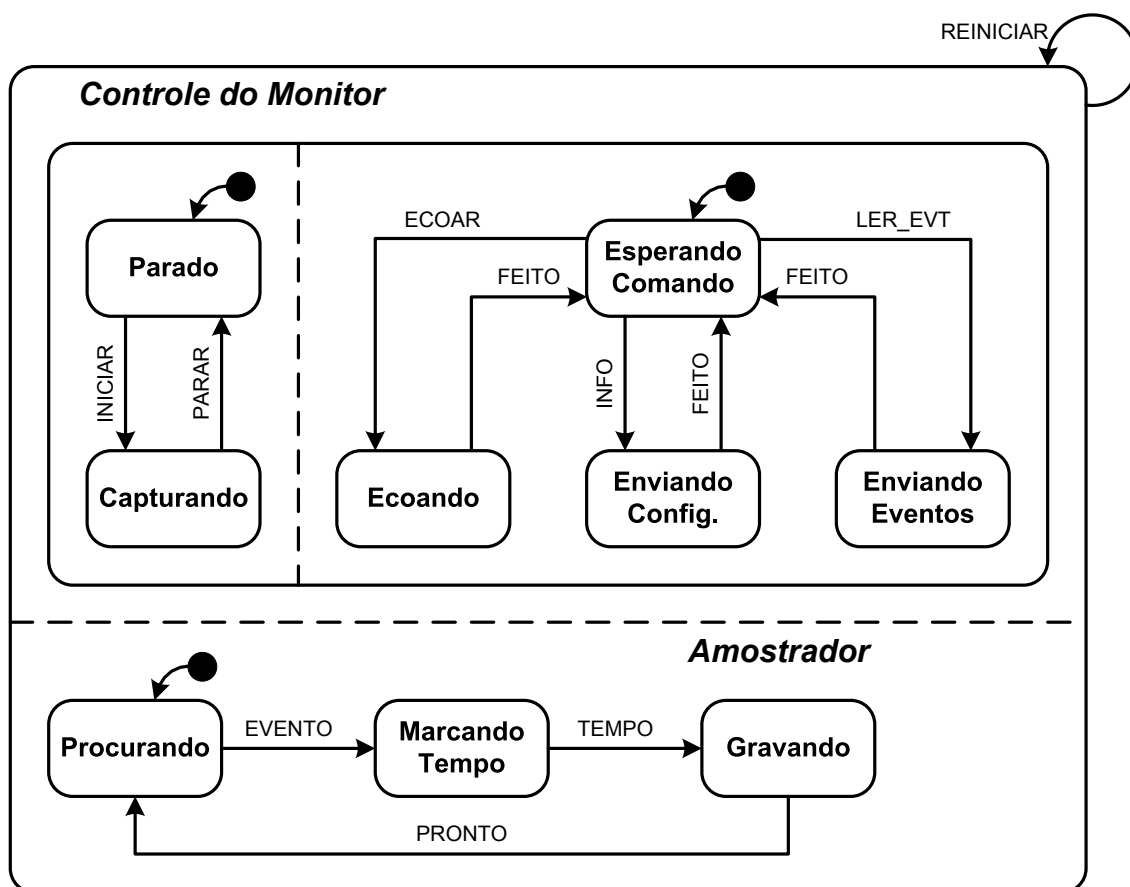 REINICIAR
Controle do Monitor
ECOAR
LER_EVT
Parado
Esperando
Comando
FEITO
FEITO
INICIAR
PARAR
INFO
FEITO
Capturando
Ecoando
Enviando
Config.
Enviando
Eventos
Amostrador
Procurando
EVENTO
Marcando
Tempo
TEMPO
Gravando
PRONTO